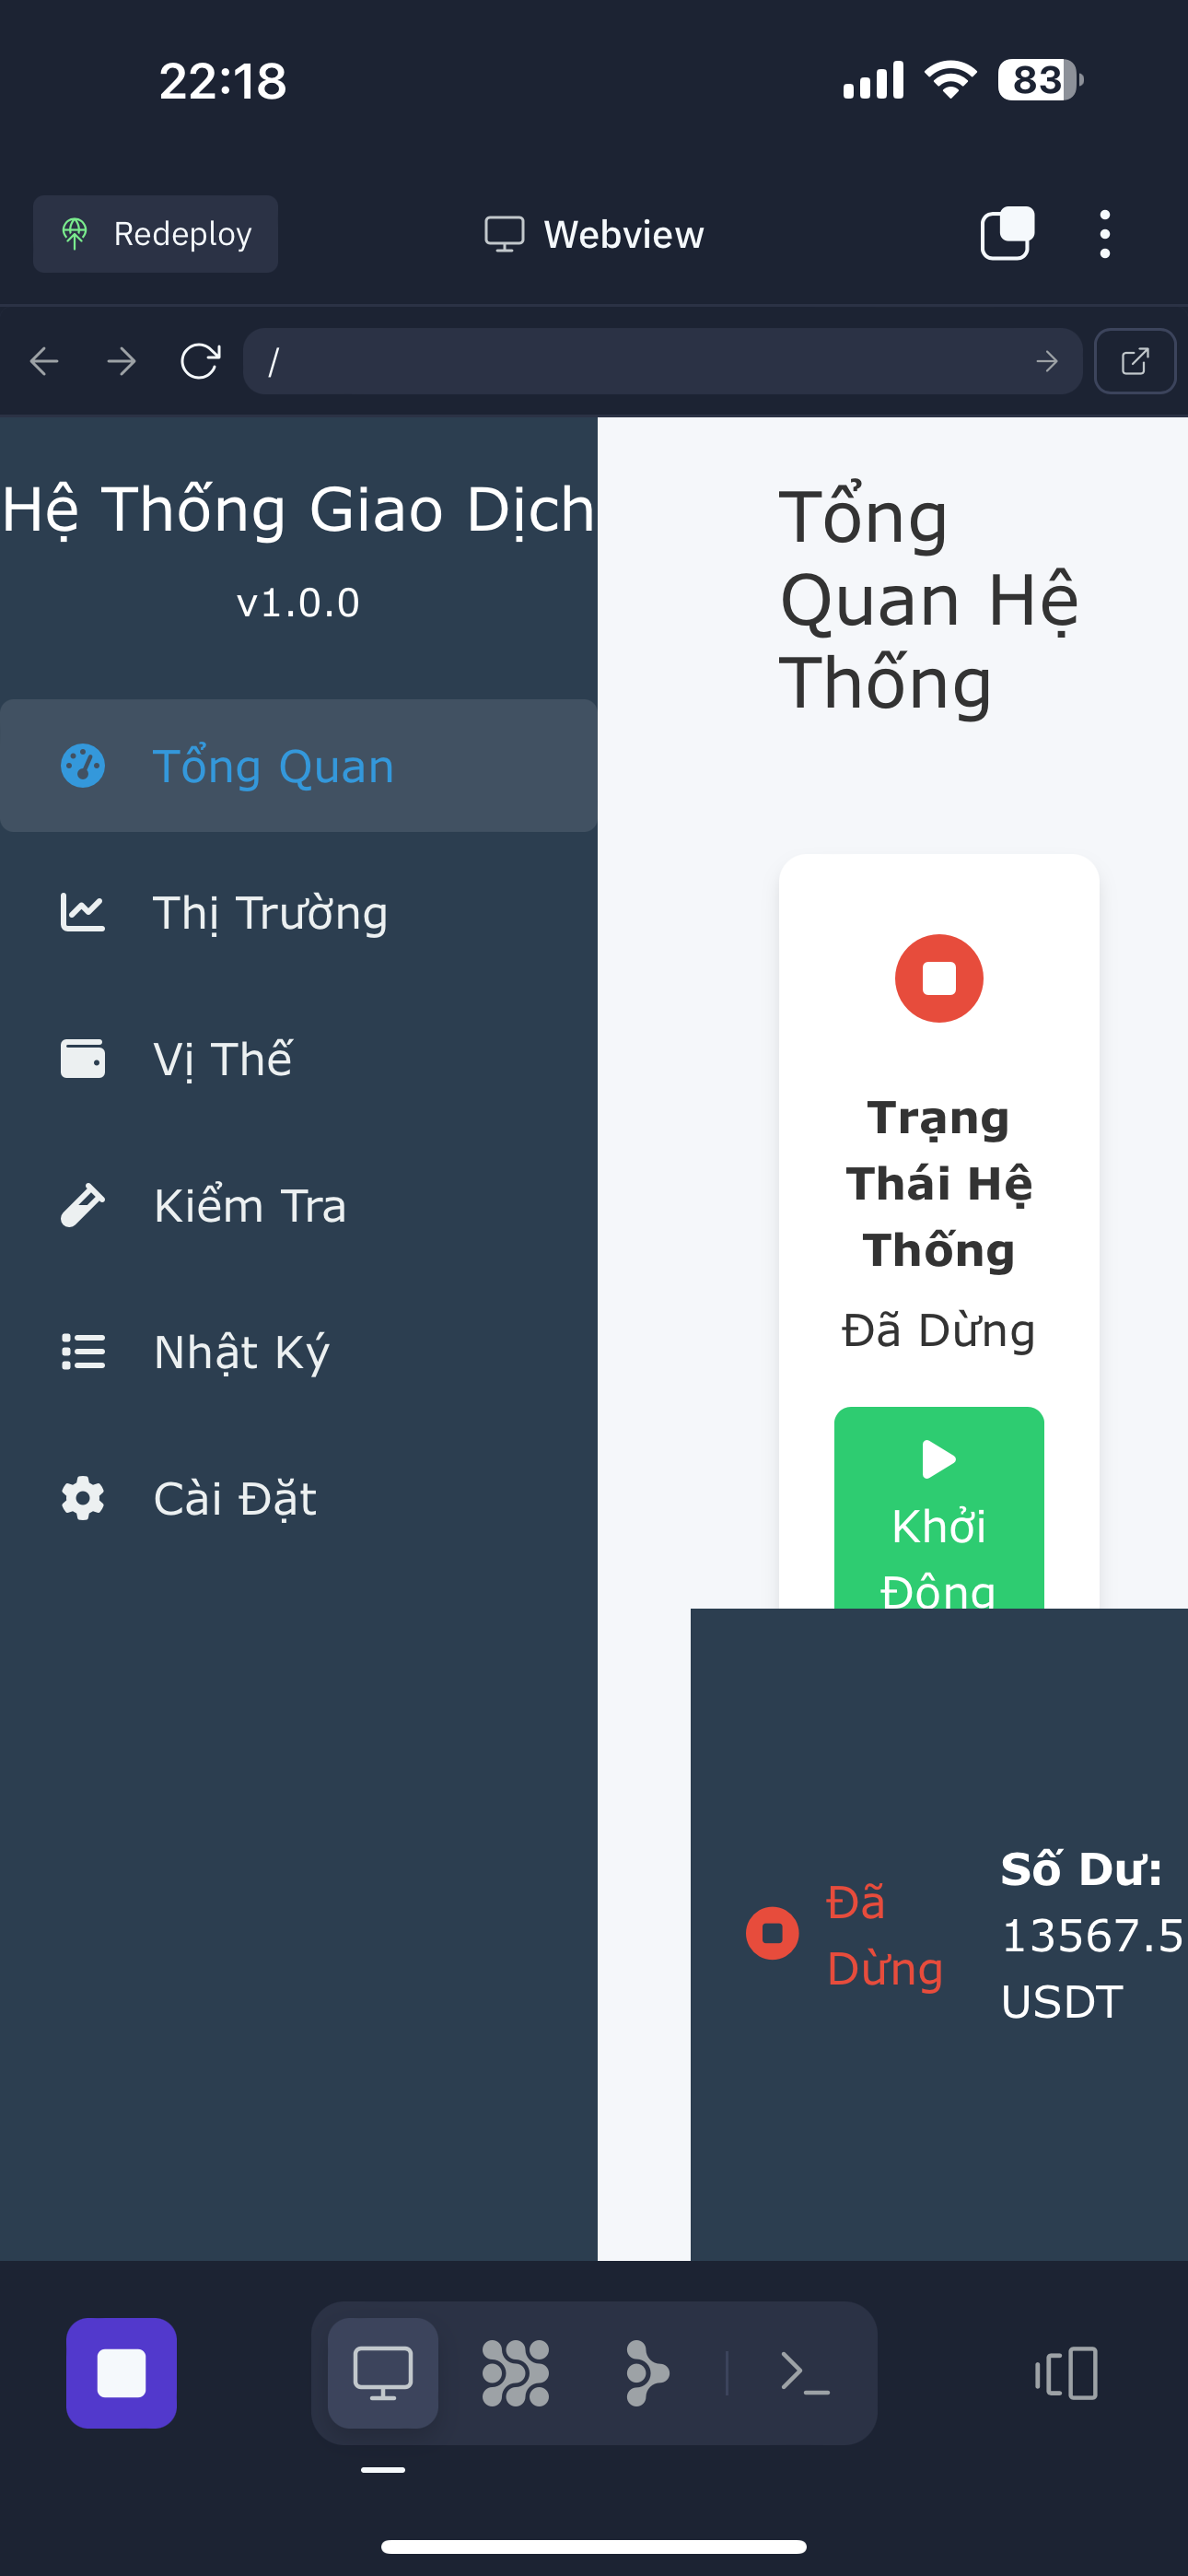 22:18
83
Redeploy
Webview
/
Hệ Thống Giao Dịch
v1.0.0
Tổng Quan
Thị Trường
Vị Thế
Kiểm Tra
Nhật Ký
Cài Đặt
Tổng
Quan Hệ
Thống
Trạng
Thái Hệ
Thống
Đã Dừng
Khởi
Động
Đã
Dừng
Số Dư:
13567.5
USDT